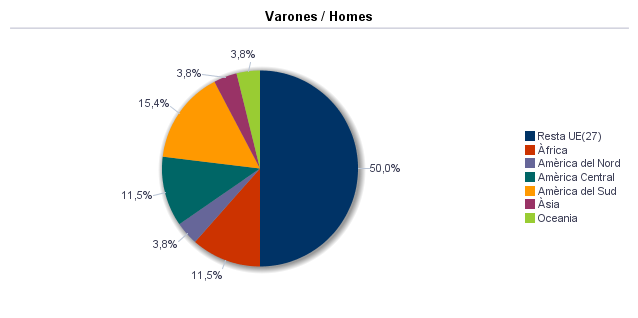 Varones / Homes
3,8%
3,8%
15,4%
50,0%
11,5%
3,8%
11,5%
Resta UE(27)
Àfrica
Amèrica del Nord
Amèrica Central
Amèrica del Sud
Àsia
Oceania